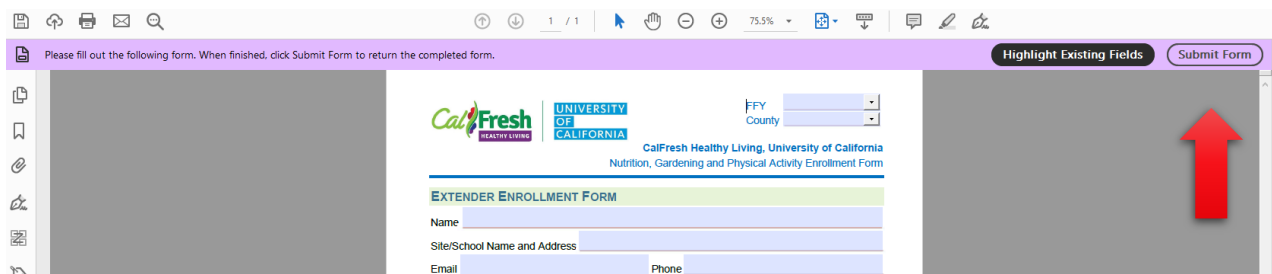 1 / 1
75.5%
Please fill out the following form. When finished, click Submit Form to return the completed form.
Highlight Existing Fields
Submit Form
CalFresh
HEALTHY LIVING
UNIVERSITY
OF
CALIFORNIA
FFY
County
CalFresh Healthy Living, University of California
Nutrition, Gardening and Physical Activity Enrollment Form
EXTENDER ENROLLMENT FORM
Name
Site/School Name and Address
Email Phone